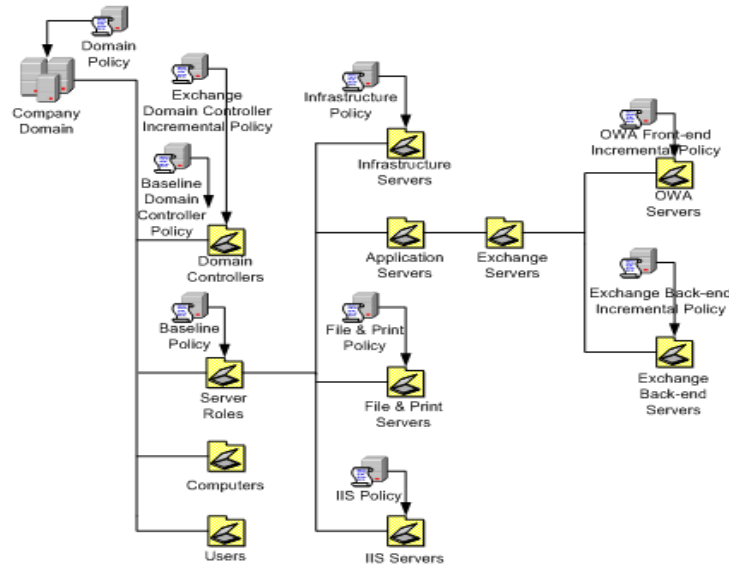 Domain
Policy
Company
Domain
Exchange
Domain Controller
Incremental Policy
Baseline
Domain
Controller
Policy
Domain
Controllers
Baseline
Policy
Server
Roles
Computers
Users
Infrastructure
Policy
Infrastructure
Servers
Application
Servers
Exchange
Servers
File & Print
Policy
File & Print
Servers
IIS Policy
IIS Servers
OWA Front-end
Incremental Policy
OWA
Servers
Exchange Back-end
Incremental Policy
Exchange
Back-end
Servers